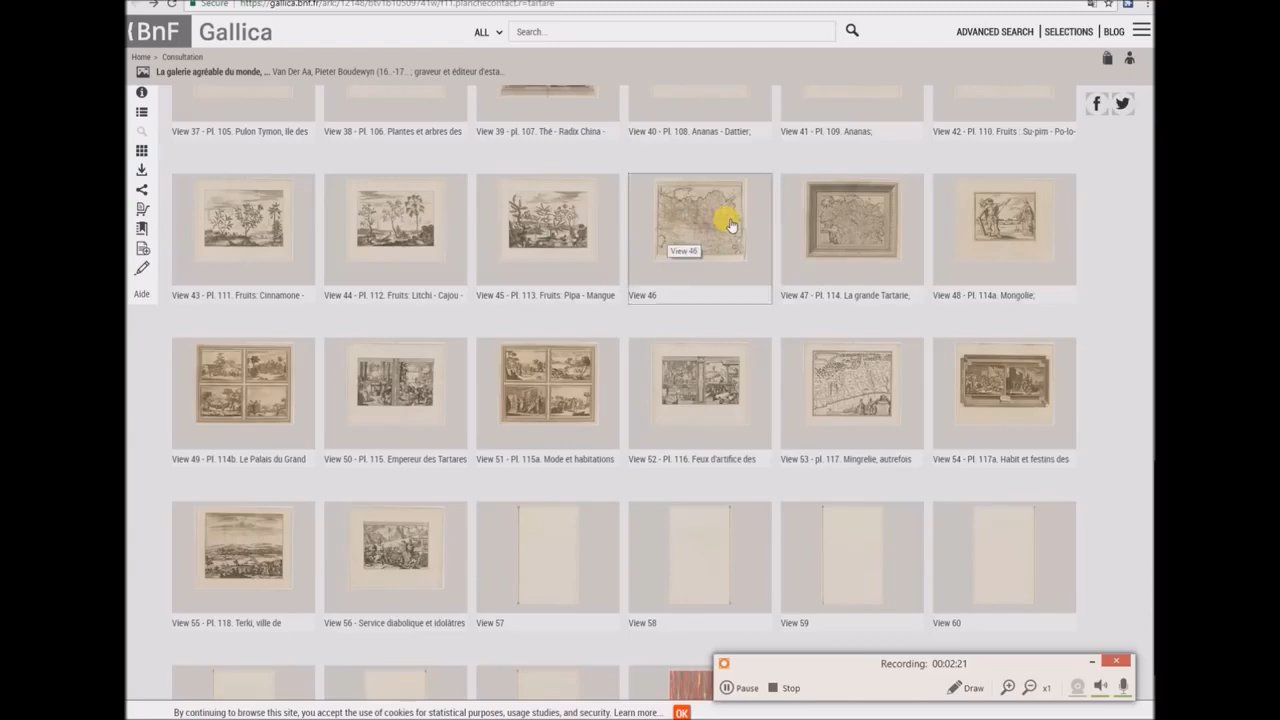 Secure https://gallica.bnf.fr/ark:/12148/btv1b10509741w/f11.planchecontact.r=tartare
BnF Gallica ALL Search... ADVANCED SEARCH SELECTIONS BLOG
Home > Consultation
La galerie agréable du monde, ... Van Der Aa, Pieter Boudewyn (16..-17... ; graveur et éditeur d'esta...
View 37 - Pl. 105. Pulon Tymon, Ile des
View 38 - Pl. 106. Plantes et arbres des
View 39 - pl. 107. Thé - Radix China -
View 40 - Pl. 108. Ananas - Dattier;
View 41 - Pl. 109. Ananas;
View 42 - Pl. 110. Fruits : Su-pim - Po-lo-
View 46
View 43 - Pl. 111. Fruits: Cinnamone -
View 44 - Pl. 112. Fruits: Litchi - Cajou -
View 45 - Pl. 113. Fruits: Pipa - Mangue
View 46
View 47 - Pl. 114. La grande Tartarie,
View 48 - Pl. 114a. Mongolie;
Aide
View 49 - Pl. 114b. Le Palais du Grand
View 50 - Pl. 115. Empereur des Tartares
View 51 - Pl. 115a. Mode et habitations
View 52 - Pl. 116. Feux d'artifice des
View 53 - pl. 117. Mingrelie, autrefois
View 54 - Pl. 117a. Habit et festins des
View 55 - Pl. 118. Terki, ville de
View 56 - Service diabolique et idolâtres
View 57
View 58
View 59
View 60
Recording: 00:02:21
Pause Stop Draw x1
By continuing to browse this site, you accept the use of cookies for statistical purposes, usage studies, and security. Learn more... OK